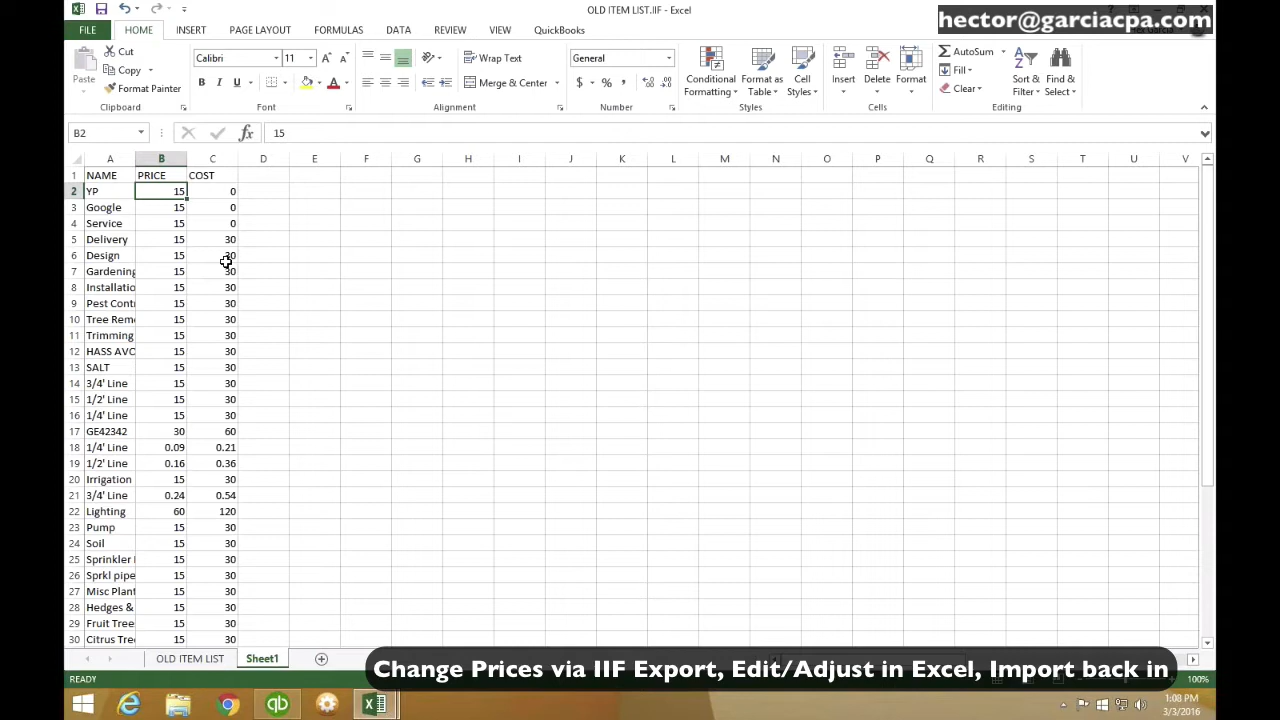 OLD ITEM LIST.IIF - Excel
hector@garciacpa.com
FILE HOME INSERT PAGE LAYOUT FORMULAS DATA REVIEW VIEW QuickBooks
Cut
Copy
Format Painter
Paste
Clipboard
Calibri 11
B I U
Font
Wrap Text
Merge & Center
Alignment
General
$ % ,
Number
Conditional Formatting
Format as Table
Cell Styles
Styles
Insert Delete Format
Cells
AutoSum
Fill
Clear
Sort & Filter
Find & Select
Editing
B2 fx 15
A B C D E F G H I J K L M N O P Q R S T U V
1 NAME PRICE COST
2 YP 15 0
3 Google 15 0
4 Service 15 0
5 Delivery 15 30
6 Design 15
7 Gardening 15 30
8 Installatio 15 30
9 Pest Cont 15 30
10 Tree Rem 15 30
11 Trimming 15 30
12 HASS AVO 15 30
13 SALT 15 30
14 3/4' Line 15 30
15 1/2' Line 15 30
16 1/4' Line 15 30
17 GE42342 30 60
18 1/4' Line 0.09 0.21
19 1/2' Line 0.16 0.36
20 Irrigation 15 30
21 3/4' Line 0.24 0.54
22 Lighting 60 120
23 Pump 15 30
24 Soil 15 30
25 Sprinkler 15 30
26 Sprkl pipe 15 30
27 Misc Plan 15 30
28 Hedges & 15 30
29 Fruit Trees 15 30
30 Citrus Tre 15 30
OLD ITEM LIST Sheet1
Change Prices via IIF Export, Edit/Adjust in Excel, Import back in
READY 100%
1:08 PM
3/3/2016